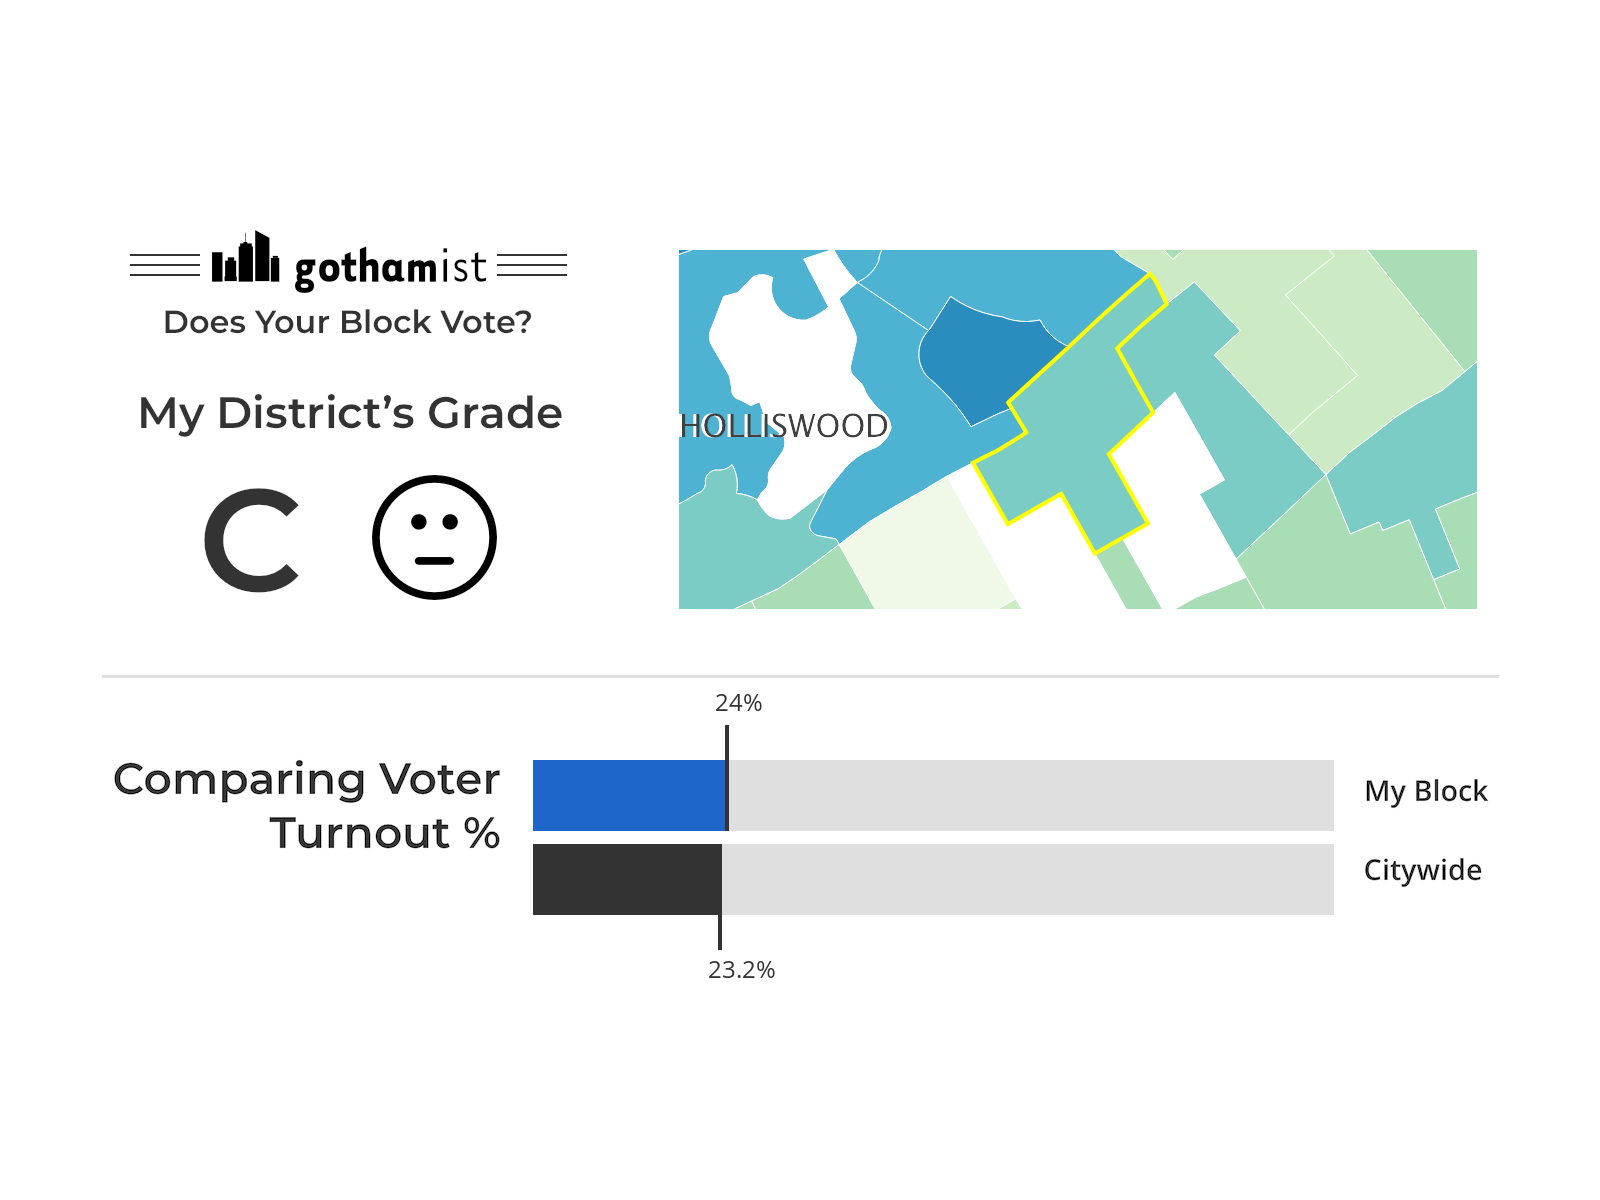 gothamist
Does Your Block Vote?
My District’s Grade
C
HOLLISWOOD
24%
Comparing Voter
Turnout %
My Block
Citywide
23.2%